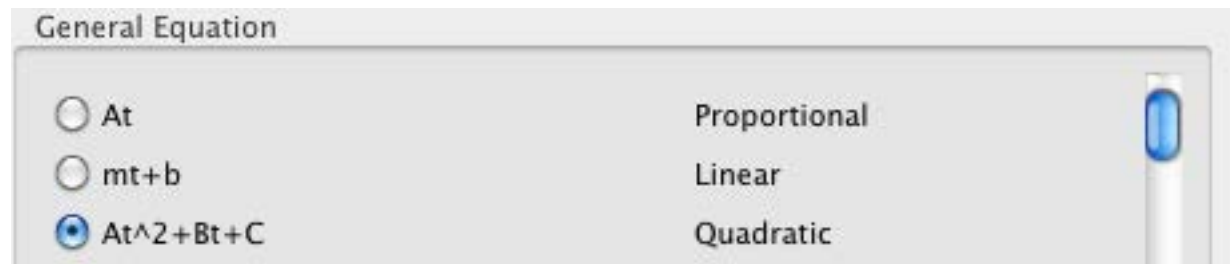 General Equation
At Proportional
mt+b Linear
At^2+Bt+C Quadratic